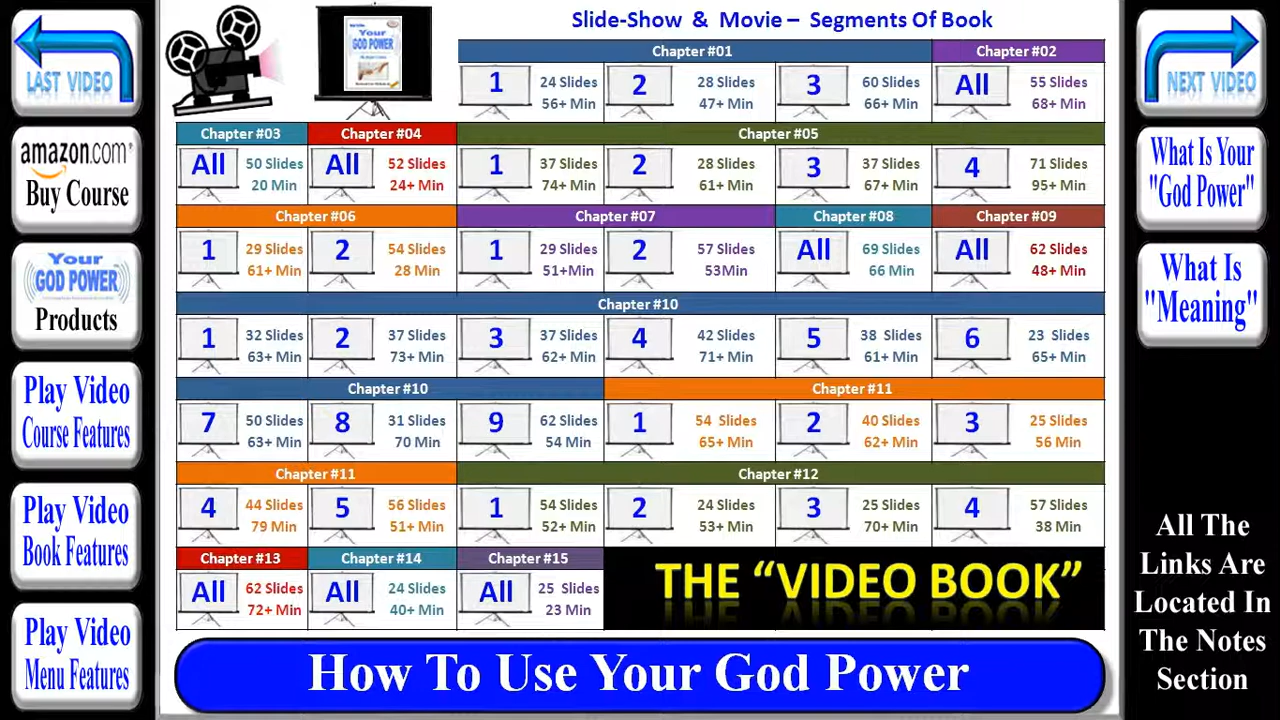 LAST VIDEO
amazon.com
Buy Course
Your
GOD POWER
Products
Play Video
Course Features
Play Video
Book Features
Play Video
Menu Features
Your
GOD POWER
Slide-Show & Movie – Segments Of Book
Chapter #01
Chapter #02
1 24 Slides 56+ Min
2 28 Slides 47+ Min
3 60 Slides 66+ Min
All 55 Slides 68+ Min
Chapter #03
Chapter #04
Chapter #05
All 50 Slides 20 Min
All 52 Slides 24+ Min
1 37 Slides 74+ Min
2 28 Slides 61+ Min
3 37 Slides 67+ Min
4 71 Slides 95+ Min
Chapter #06
Chapter #07
Chapter #08
Chapter #09
1 29 Slides 61+ Min
2 54 Slides 28 Min
1 29 Slides 51+Min
2 57 Slides 53Min
All 69 Slides 66 Min
All 62 Slides 48+ Min
Chapter #10
1 32 Slides 63+ Min
2 37 Slides 73+ Min
3 37 Slides 62+ Min
4 42 Slides 71+ Min
5 38 Slides 61+ Min
6 23 Slides 65+ Min
Chapter #10
Chapter #11
7 50 Slides 63+ Min
8 31 Slides 70 Min
9 62 Slides 54 Min
1 54 Slides 65+ Min
2 40 Slides 62+ Min
3 25 Slides 56 Min
Chapter #11
Chapter #12
4 44 Slides 79 Min
5 56 Slides 51+ Min
1 54 Slides 52+ Min
2 24 Slides 53+ Min
3 25 Slides 70+ Min
4 57 Slides 38 Min
Chapter #13
Chapter #14
Chapter #15
All 62 Slides 72+ Min
All 24 Slides 40+ Min
All 25 Slides 23 Min
THE “VIDEO BOOK”
How To Use Your God Power
NEXT VIDEO
What Is Your
"God Power"
What Is
"Meaning"
All The
Links Are
Located In
The Notes
Section